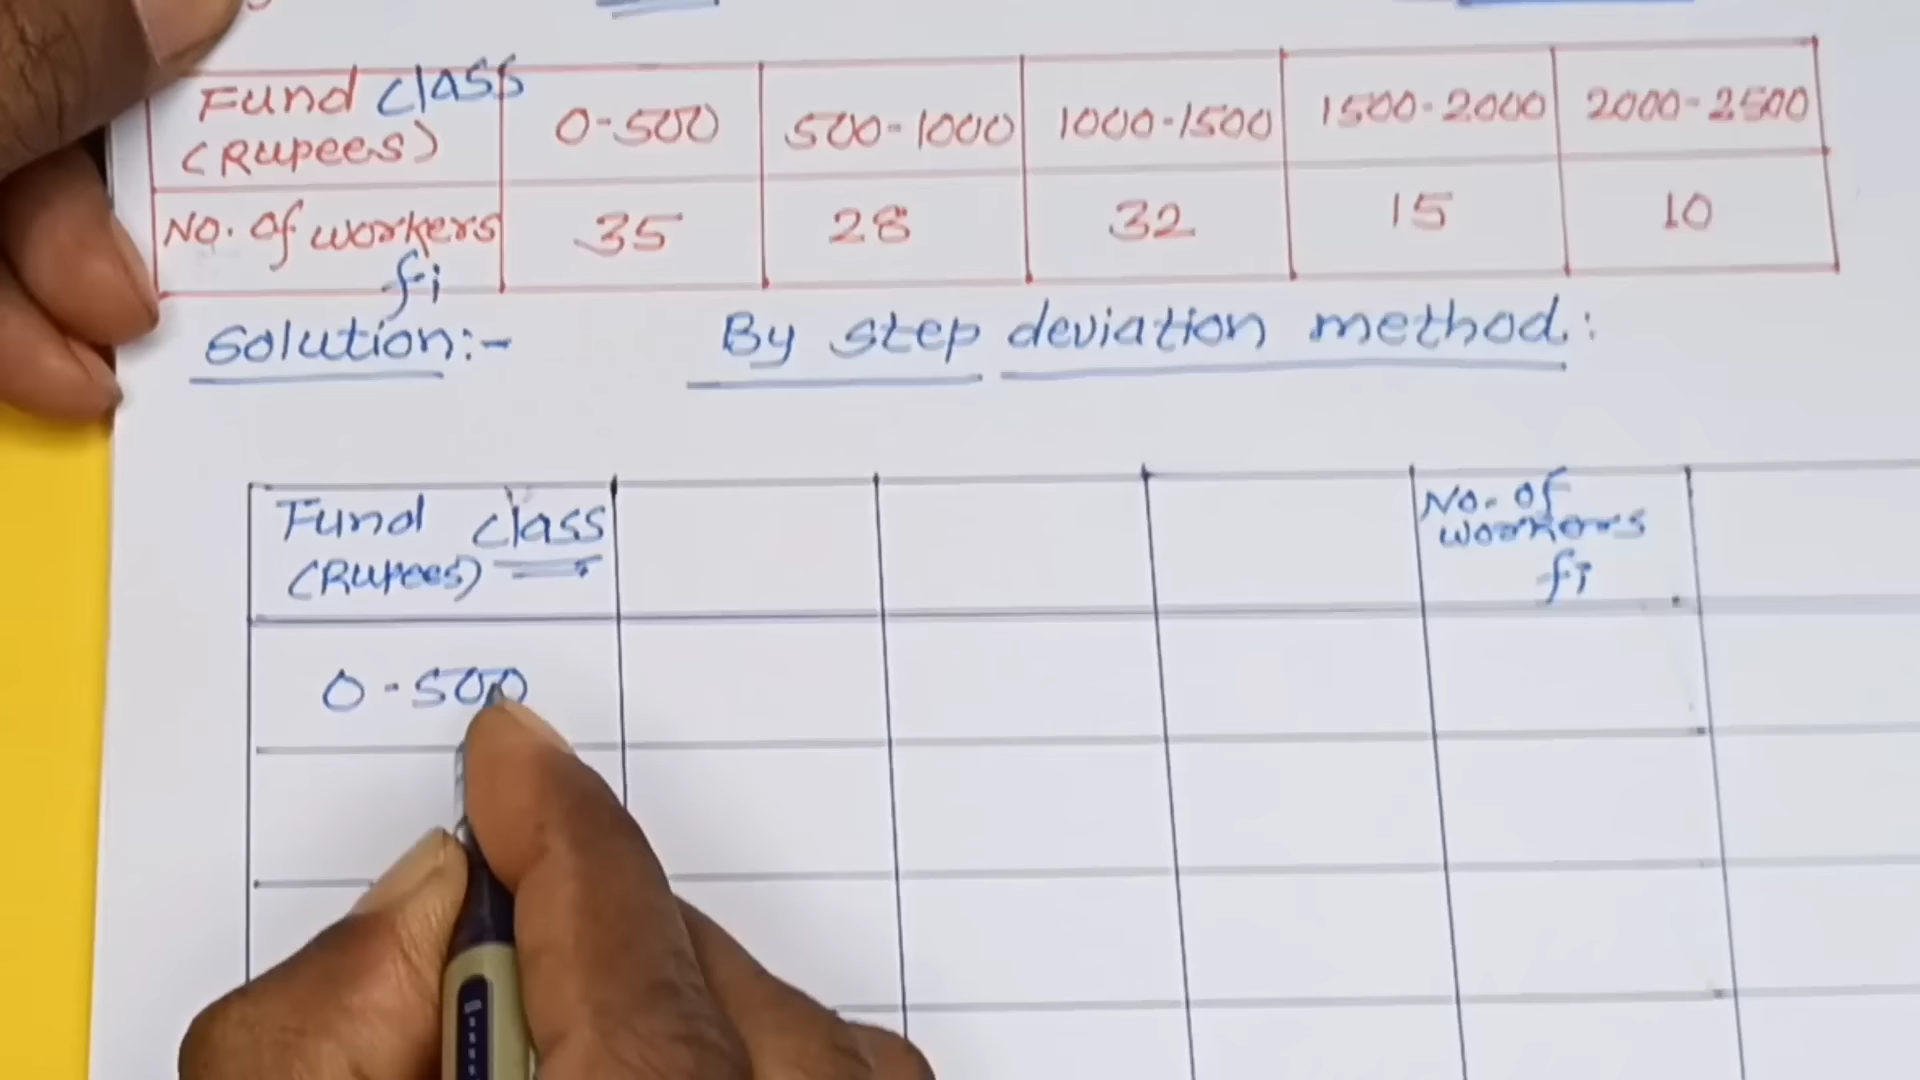 Fund class
(Rupees)
0-500
500-1000
1000-1500
1500-2000
2000-2500
No. of workers
fi
35
28
32
15
10
Solution:-
By step deviation method.:
Fund class
(Rupees)
No. of
workers
fi
0-500